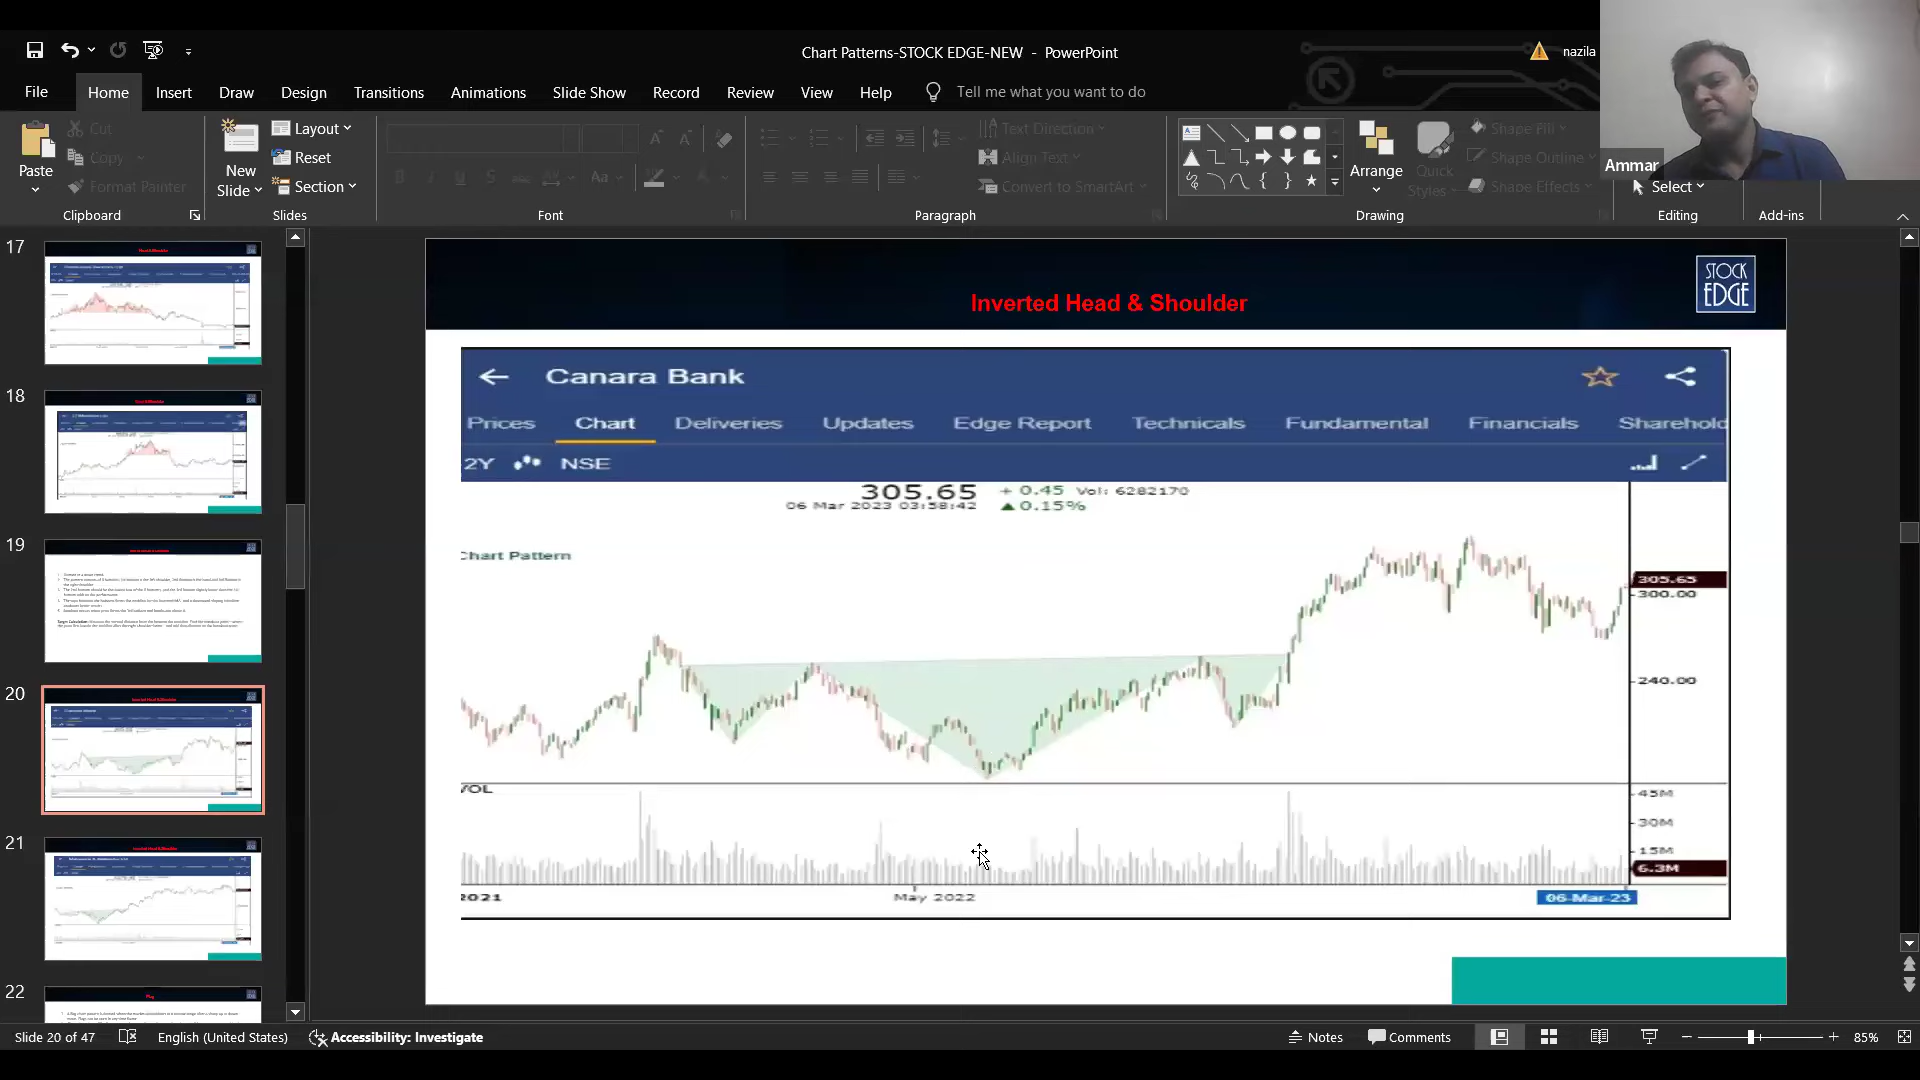 Chart Patterns-STOCK EDGE-NEW - PowerPoint
nazila
File Home Insert Draw Design Transitions Animations Slide Show Record Review View Help Tell me what you want to do
Paste
Cut
Copy
Format Painter
Clipboard
New Slide
Layout
Reset
Section
Slides
Aa
Font
Text Direction
Align Text
Convert to SmartArt
Paragraph
Arrange
Quick Styles
Shape Fill
Shape Outline
Shape Effects
Drawing
Select
Editing
Add-ins
Ammar
17
18
19
20
21
22
STOCK
EDGE
Inverted Head & Shoulder
Canara Bank
Prices Chart Deliveries Updates Edge Report Technicals Fundamental Financials Sharehold
2Y NSE
305.65 + 0.45 Vol: 6282170
06 Mar 2023 03:58:42 ▲ 0.15%
Chart Pattern
305.65
300.00
240.00
VOL
45M
30M
15M
6.3M
2021 May 2022 06-Mar-23
Slide 20 of 47 English (United States) Accessibility: Investigate Notes Comments 85%